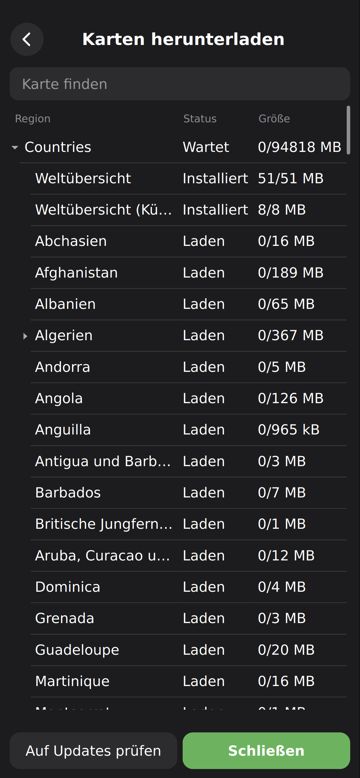 Karten herunterladen
Karte finden
Region Status Größe
Countries Wartet 0/94818 MB
Weltübersicht Installiert 51/51 MB
Weltübersicht (Kü... Installiert 8/8 MB
Abchasien Laden 0/16 MB
Afghanistan Laden 0/189 MB
Albanien Laden 0/65 MB
Algerien Laden 0/367 MB
Andorra Laden 0/5 MB
Angola Laden 0/126 MB
Anguilla Laden 0/965 kB
Antigua und Barb... Laden 0/3 MB
Barbados Laden 0/7 MB
Britische Jungfern... Laden 0/1 MB
Aruba, Curacao u... Laden 0/12 MB
Dominica Laden 0/4 MB
Grenada Laden 0/3 MB
Guadeloupe Laden 0/20 MB
Martinique Laden 0/16 MB
Auf Updates prüfen Schließen